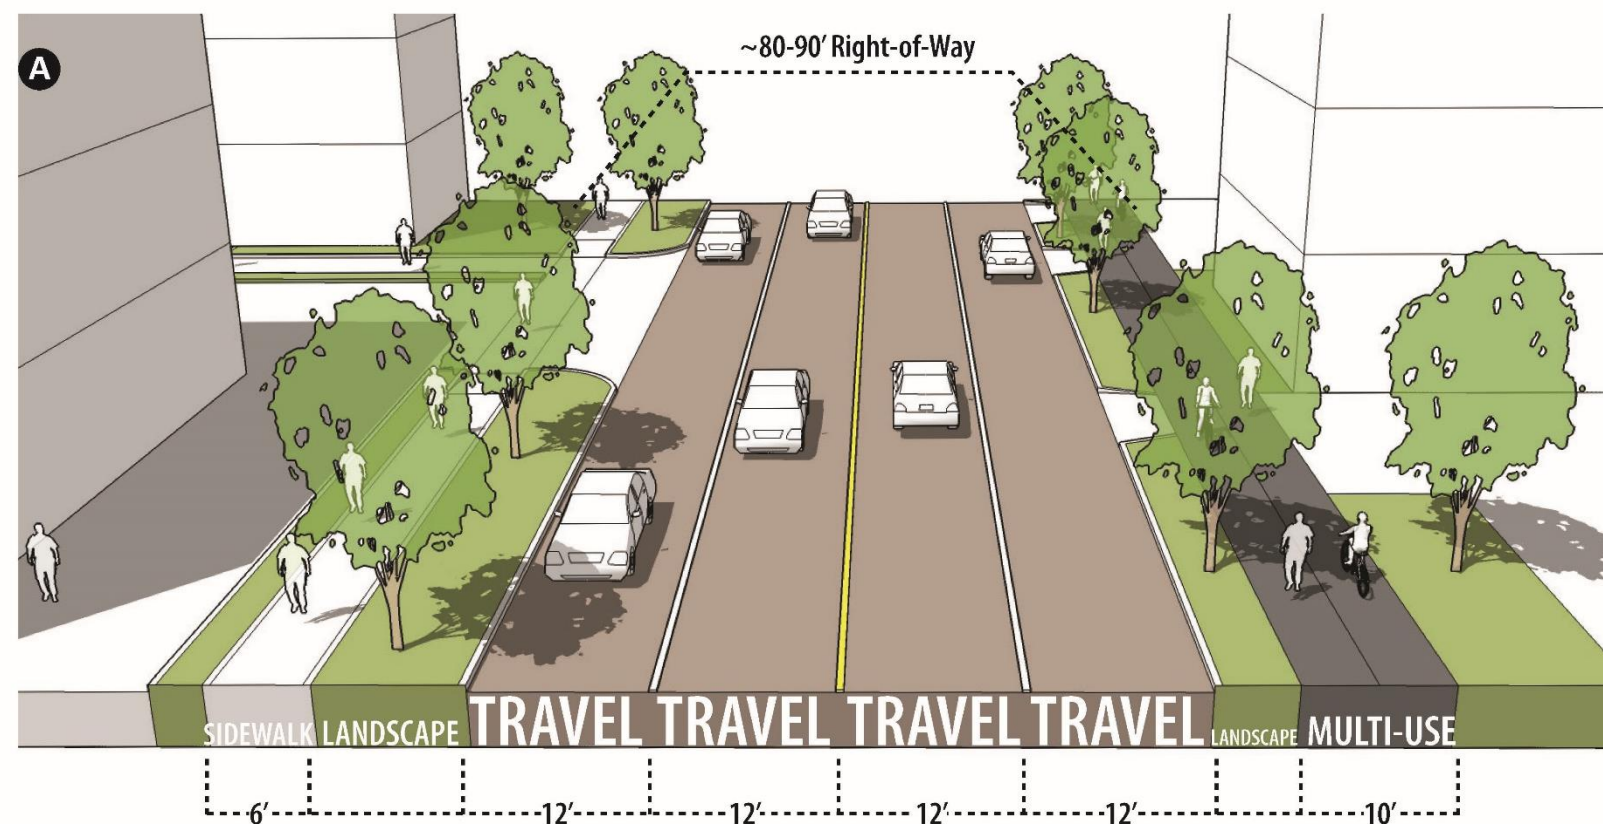 A
~80-90' Right-of-Way
SIDEWALK LANDSCAPE TRAVEL TRAVEL TRAVEL TRAVEL LANDSCAPE MULTI-USE
6' 12' 12' 12' 12' 10'